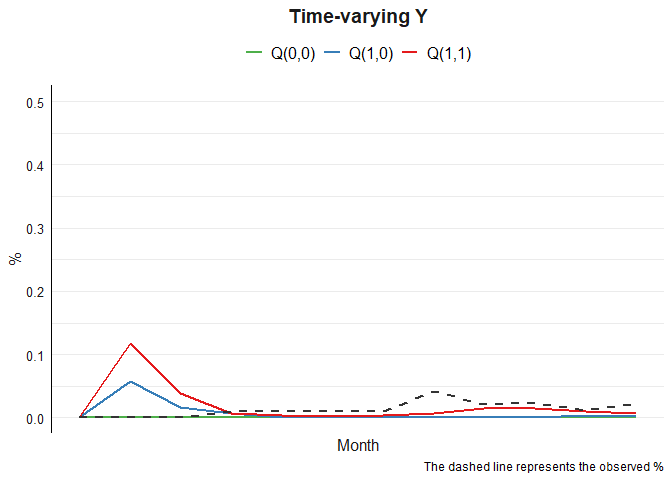 Time-varying Y
Q(0,0) Q(1,0) Q(1,1)
0.5
0.4
0.3
0.2
0.1
0.0
%
Month
The dashed line represents the observed %